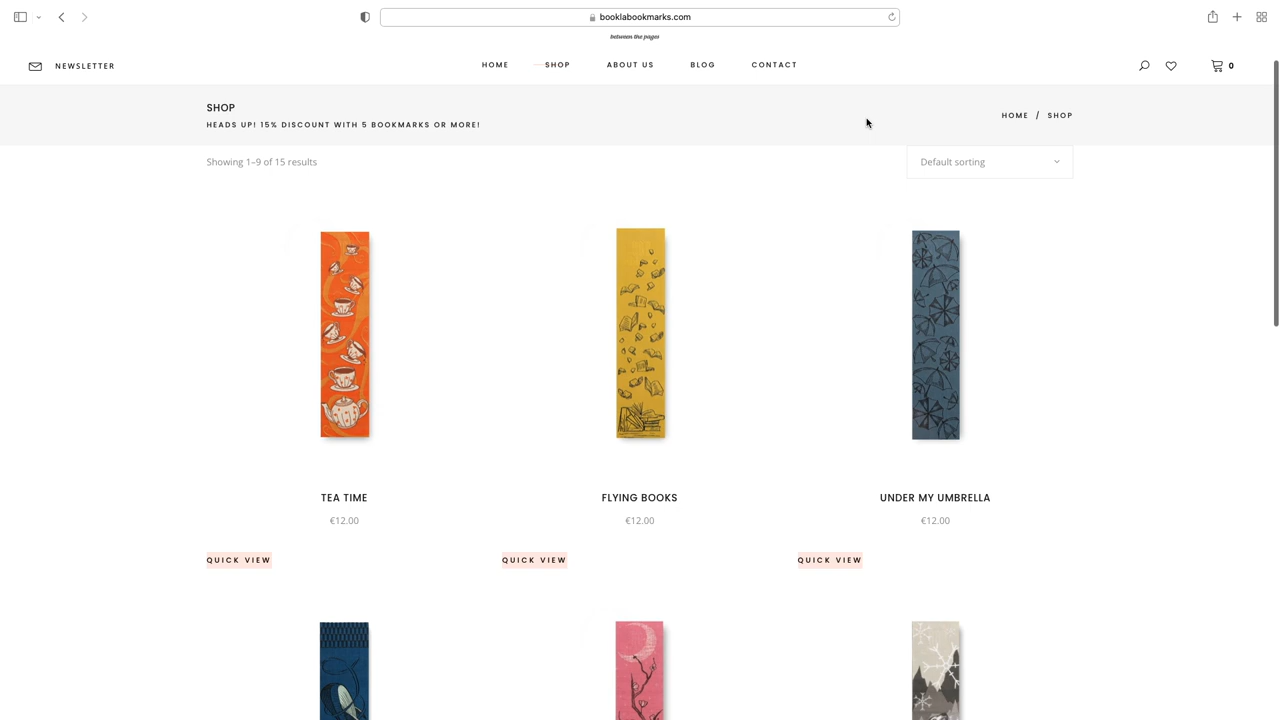 booklabookmarks.com
between the pages
NEWSLETTER
HOME SHOP ABOUT US BLOG CONTACT
0
SHOP
HEADS UP! 15% DISCOUNT WITH 5 BOOKMARKS OR MORE!
HOME / SHOP
Showing 1–9 of 15 results
Default sorting
TEA TIME
FLYING BOOKS
UNDER MY UMBRELLA
€12.00
€12.00
€12.00
QUICK VIEW
QUICK VIEW
QUICK VIEW